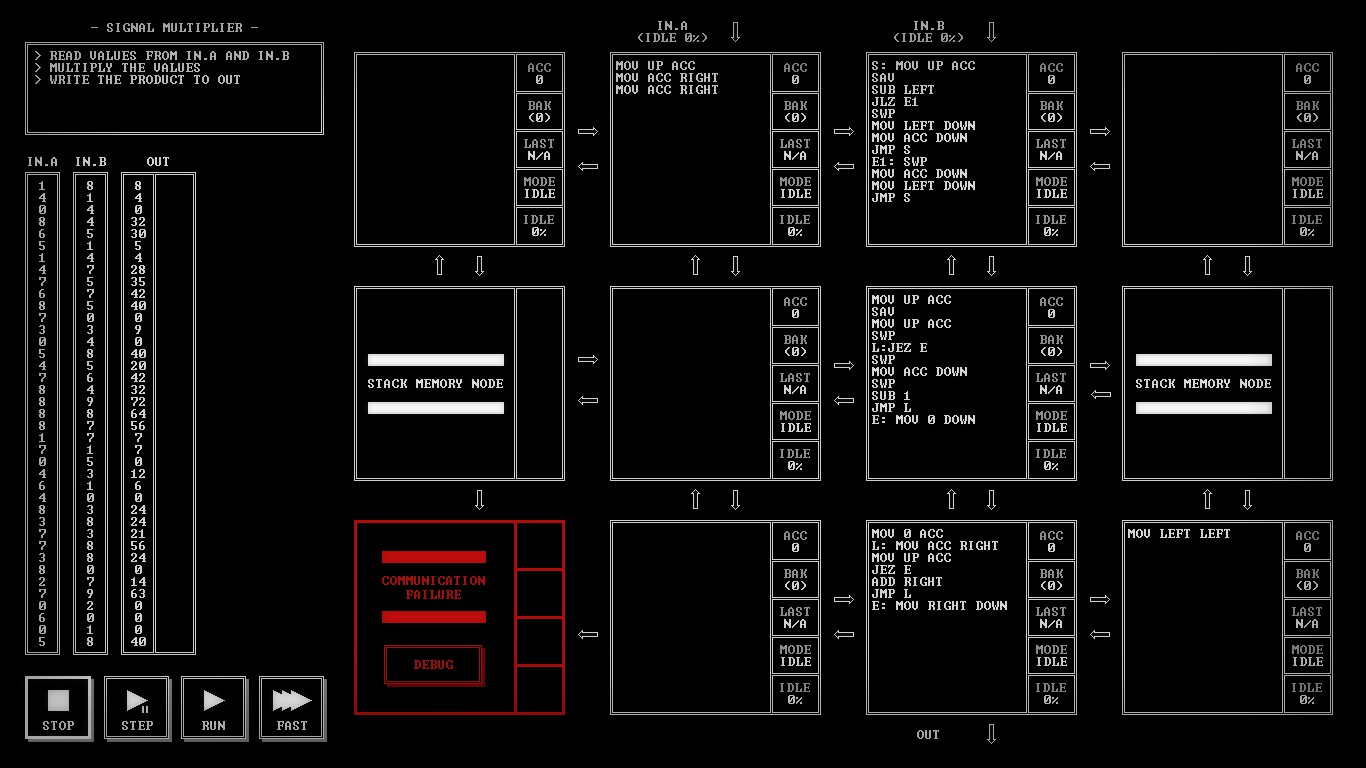 – SIGNAL MULTIPLIER –
> READ VALUES FROM IN.A AND IN.B
> MULTIPLY THE VALUES
> WRITE THE PRODUCT TO OUT
IN.A IN.B OUT
1 8 8
4 1 4
0 4 0
8 4 32
6 5 30
5 1 5
1 4 4
4 7 28
7 5 35
6 7 42
8 5 40
7 0 0
3 3 9
0 4 0
5 8 40
4 5 20
7 6 42
8 4 32
8 9 72
8 8 64
8 7 56
1 7 7
7 1 7
0 5 0
4 3 12
6 1 6
4 0 0
8 3 24
3 8 24
7 3 21
7 8 56
3 8 24
8 0 0
2 7 14
7 9 63
0 2 0
6 0 0
0 1 0
5 8 40
STOP
STEP
RUN
FAST
ACC
0
BAK
(0)
LAST
N/A
MODE
IDLE
IDLE
0%
IN.A
(IDLE 0%)
MOV UP ACC
MOV ACC RIGHT
MOV ACC RIGHT
ACC
0
BAK
(0)
LAST
N/A
MODE
IDLE
IDLE
0%
IN.B
(IDLE 0%)
S: MOV UP ACC
SAV
SUB LEFT
JLZ E1
SWP
MOV LEFT DOWN
MOV ACC DOWN
JMP S
E1: SWP
MOV ACC DOWN
MOV LEFT DOWN
JMP S
ACC
0
BAK
(0)
LAST
N/A
MODE
IDLE
IDLE
0%
ACC
0
BAK
(0)
LAST
N/A
MODE
IDLE
IDLE
0%
STACK MEMORY NODE
ACC
0
BAK
(0)
LAST
N/A
MODE
IDLE
IDLE
0%
MOV UP ACC
SAV
MOV UP ACC
SWP
L:JEZ E
SWP
MOV ACC DOWN
SWP
SUB 1
JMP L
E: MOV 0 DOWN
ACC
0
BAK
(0)
LAST
N/A
MODE
IDLE
IDLE
0%
STACK MEMORY NODE
COMMUNICATION
FAILURE
DEBUG
ACC
0
BAK
(0)
LAST
N/A
MODE
IDLE
IDLE
0%
MOV 0 ACC
L: MOV ACC RIGHT
MOV UP ACC
JEZ E
ADD RIGHT
JMP L
E: MOV RIGHT DOWN
ACC
0
BAK
(0)
LAST
N/A
MODE
IDLE
IDLE
0%
MOV LEFT LEFT
ACC
0
BAK
(0)
LAST
N/A
MODE
IDLE
IDLE
0%
OUT